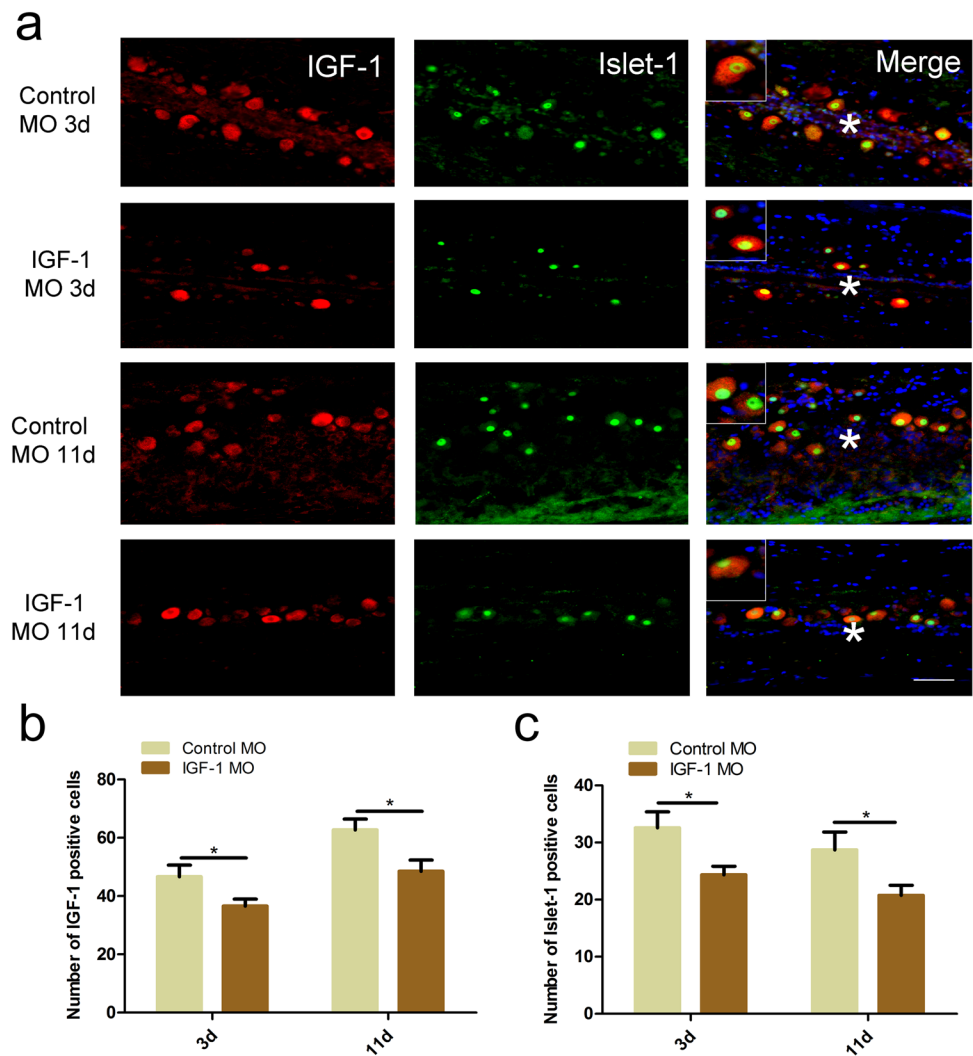 a
IGF-1
Islet-1
Merge
Control
MO 3d
*
IGF-1
MO 3d
*
Control
MO 11d
*
IGF-1
MO 11d
*
b
Control MO
IGF-1 MO
Number of IGF-1 positive cells
80
60
40
20
0
*
*
3d
11d
c
Control MO
IGF-1 MO
Number of Islet-1 positive cells
40
30
20
10
0
*
*
3d
11d